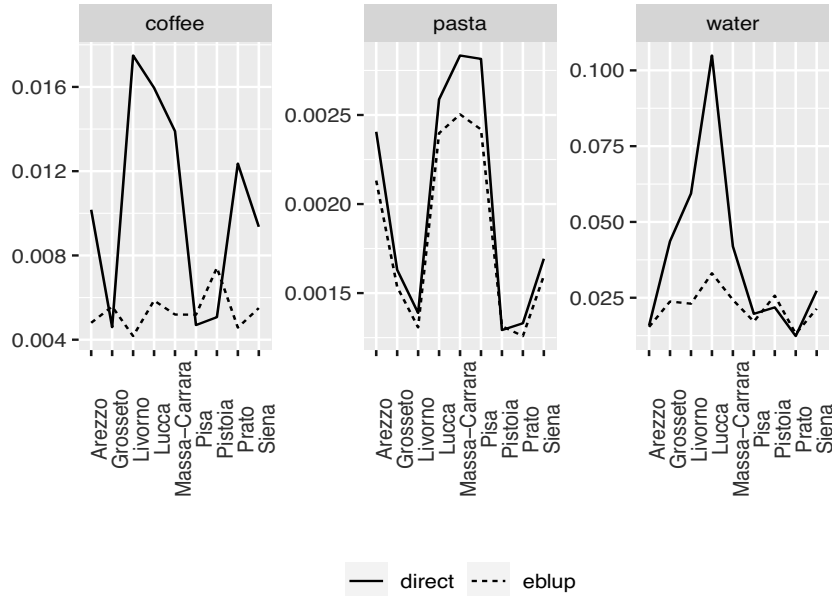 coffee
pasta
water
0.016
0.012
0.008
0.004
0.0025
0.0020
0.0015
0.100
0.075
0.050
0.025
Arezzo
Grosseto
Livorno
Lucca
Massa−Carrara
Pisa
Pistoia
Prato
Siena
Arezzo
Grosseto
Livorno
Lucca
Massa−Carrara
Pisa
Pistoia
Prato
Siena
Arezzo
Grosseto
Livorno
Lucca
Massa−Carrara
Pisa
Pistoia
Prato
Siena
direct eblup